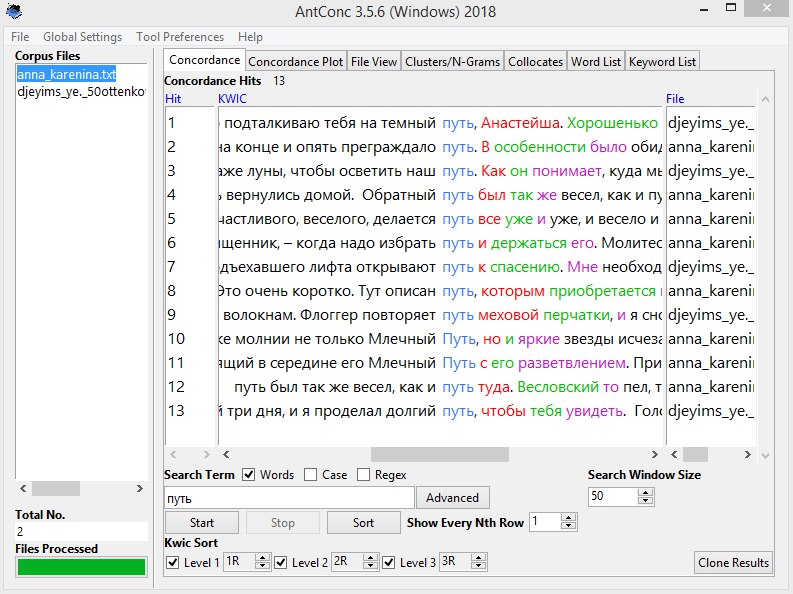 AntConc 3.5.6 (Windows) 2018
File Global Settings Tool Preferences Help
Corpus Files
anna_karenina.txt
djeyims_ye._50ottenko
Total No.
2
Files Processed
Concordance Concordance Plot File View Clusters/N-Grams Collocates Word List Keyword List
Concordance Hits 13
Hit KWIC File
1 подталкиваю тебя на темный путь, Анастейша. Хорошенько djeyims_ye._
2 на конце и опять преграждало путь. В особенности было обид anna_kareni
3 аже луны, чтобы осветить наш путь. Как он понимает, куда мы djeyims_ye._
4 ь вернулись домой. Обратный путь был так же весел, как и пу anna_kareni
5 частливого, веселого, делается путь все уже и уже, и весело и anna_kareni
6 щенник, – когда надо избрать путь и держаться его. Молитес anna_kareni
7 дъехавшего лифта открывают путь к спасению. Мне необход djeyims_ye._
8 Это очень коротко. Тут описан путь, которым приобретается anna_kareni
9 волокнам. Флоггер повторяет путь меховой перчатки, и я сно djeyims_ye._
10 ке молнии не только Млечный Путь, но и яркие звезды исчеза anna_kareni
11 ящий в середине его Млечный Путь с его разветвлением. При anna_kareni
12 путь был так же весел, как и путь туда. Весловский то пел, т anna_kareni
13 й три дня, и я проделал долгий путь, чтобы тебя увидеть. Голо djeyims_ye._
Search Term Words Case Regex Search Window Size
путь Advanced 50
Start Stop Sort Show Every Nth Row 1
Kwic Sort
Level 1 1R Level 2 2R Level 3 3R Clone Results